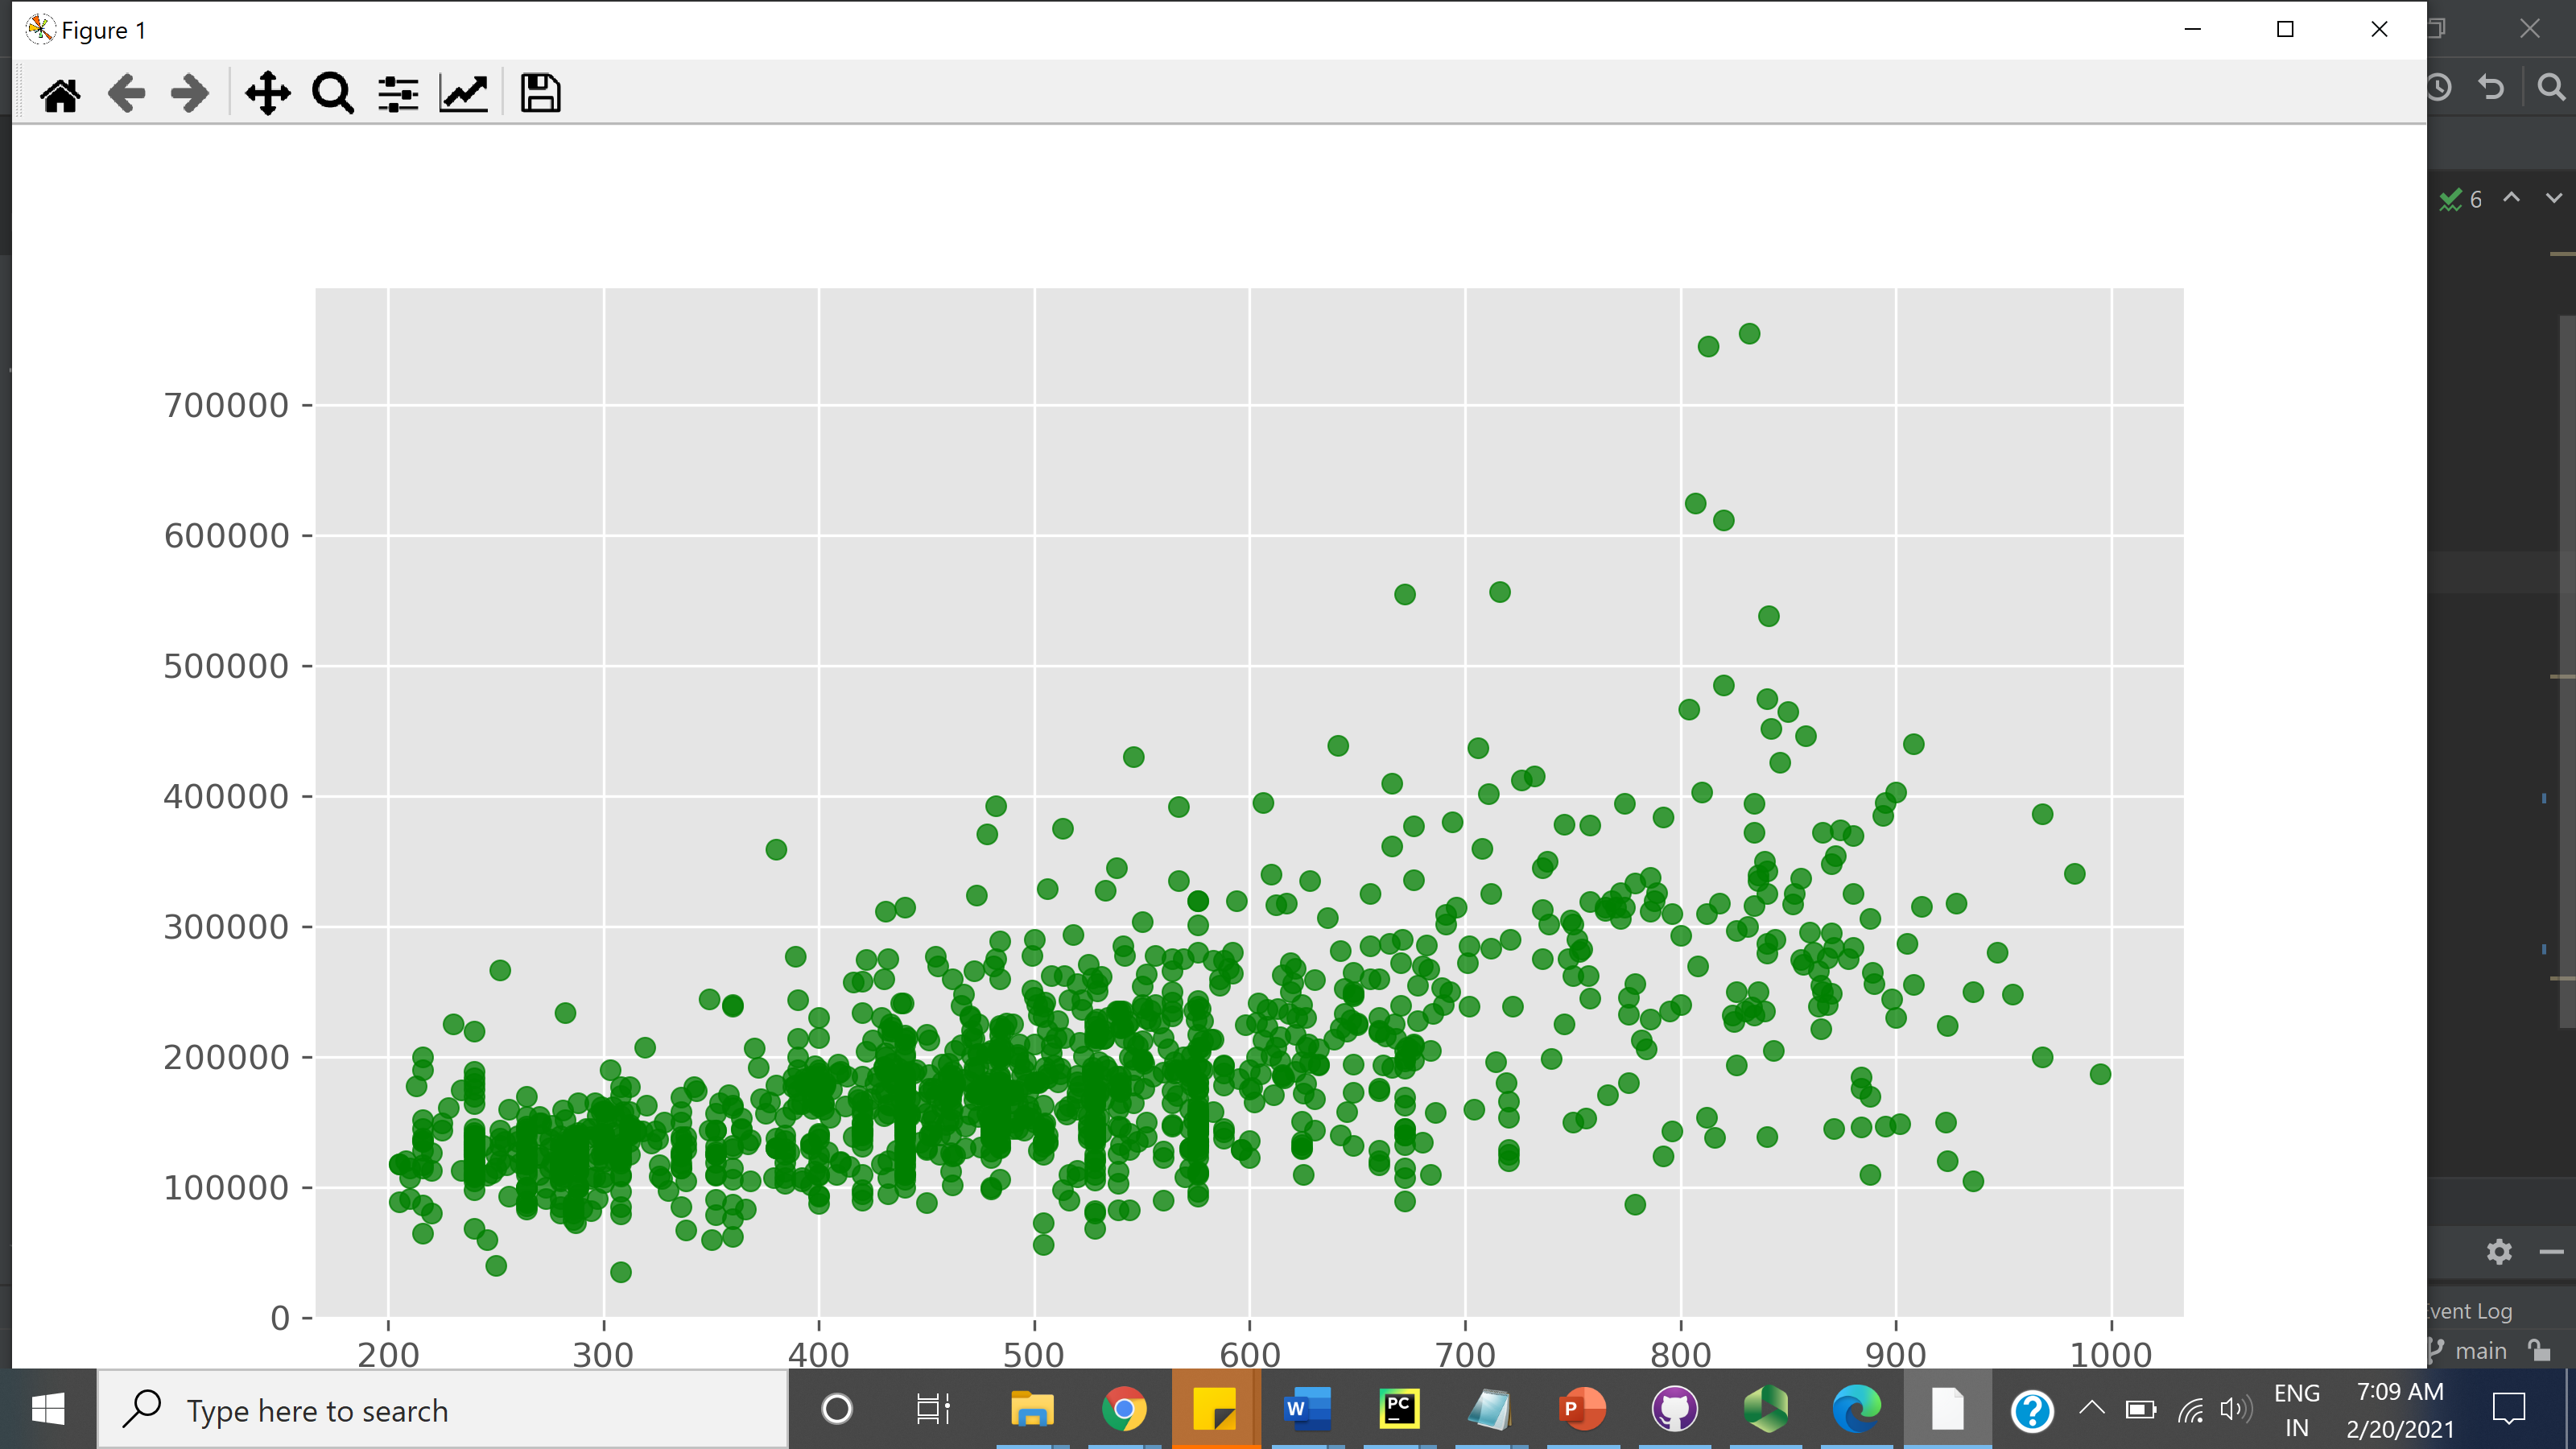 Figure 1
6
700000
600000
500000
400000
300000
200000
100000
0
200 300 400 500 600 700 800 900 1000
vent Log
main
Type here to search
W
PC
P
?
ENG
IN
7:09 AM
2/20/2021